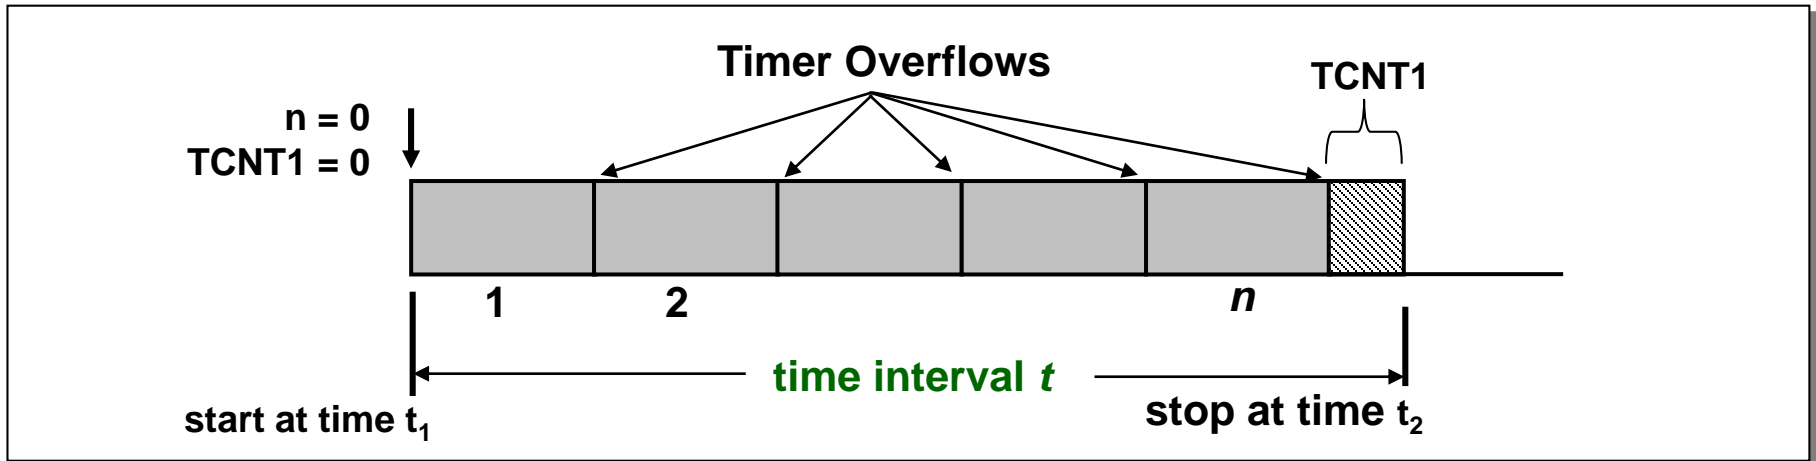 Timer Overflows
TCNT1
n = 0
TCNT1 = 0
1
2
n
time interval t
start at time t1
stop at time t2